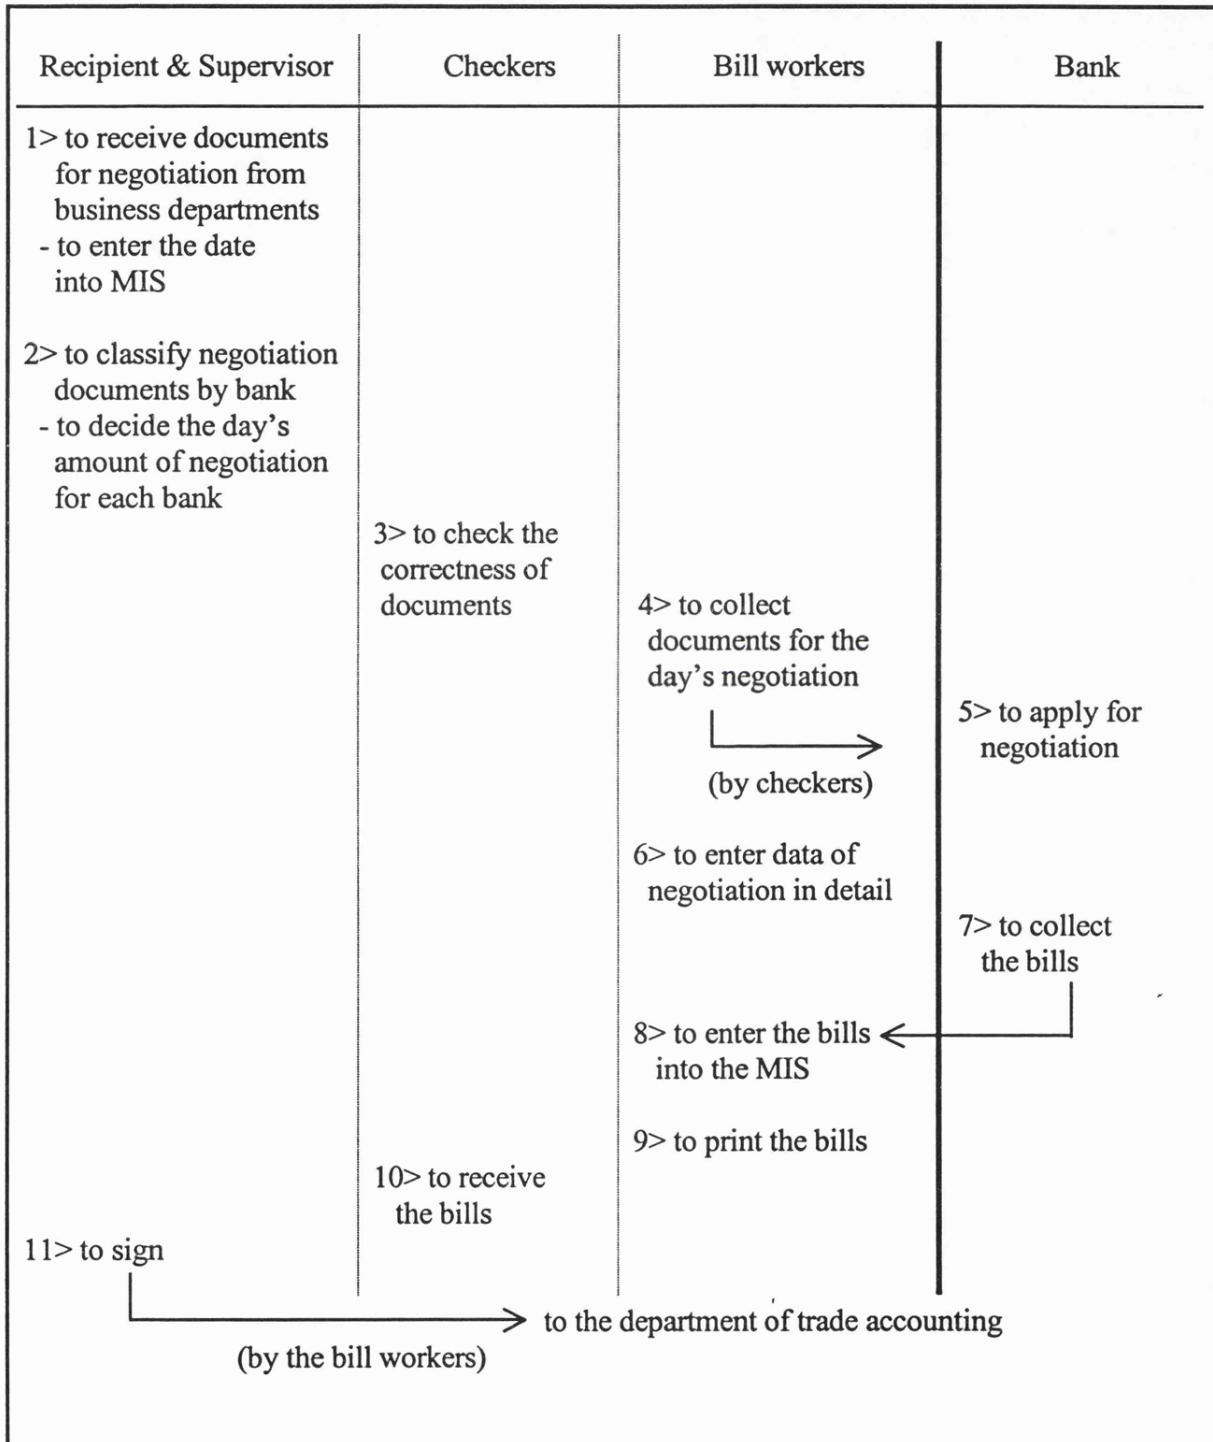 Recipient & Supervisor Checkers Bill workers Bank
1> to receive documents
for negotiation from
business departments
- to enter the date
into MIS
2> to classify negotiation
documents by bank
- to decide the day's
amount of negotiation
for each bank
3> to check the
correctness of
documents
4> to collect
documents for the
day's negotiation
(by checkers)
5> to apply for
negotiation
6> to enter data of
negotiation in detail
7> to collect
the bills
8> to enter the bills
into the MIS
9> to print the bills
10> to receive
the bills
11> to sign
to the department of trade accounting
(by the bill workers)